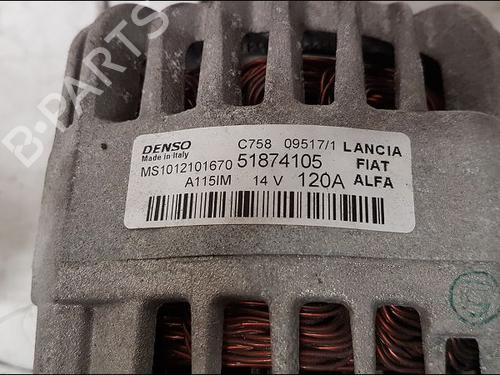 B-PARTS
DENSO C758 09517/1 LANCIA
Made in Italy
MS1012101670 51874105 FIAT
A115IM 14 V 120A ALFA